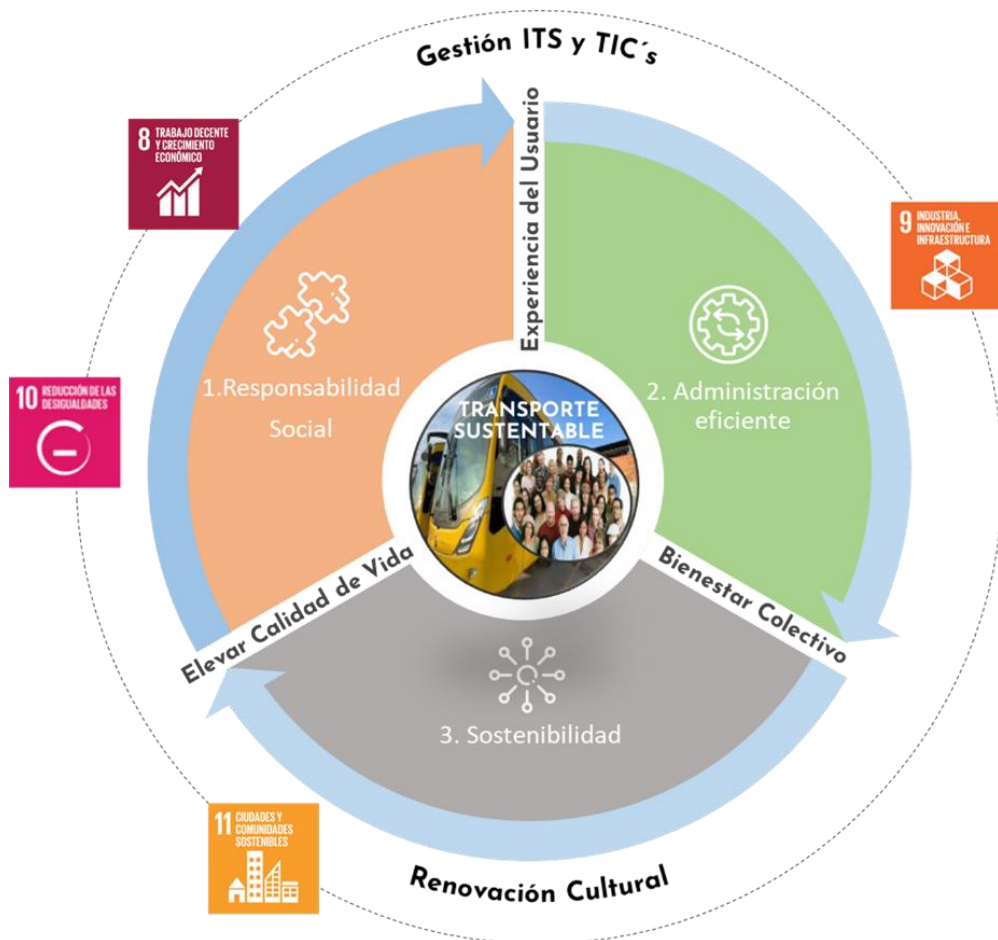 Gestión ITS y TIC´s
8 TRABAJO DECENTE
Y CRECIMIENTO
ECONÓMICO
Experiencia del Usuario
9 INDUSTRIA,
INNOVACIÓN E
INFRAESTRUCTURA
10 REDUCCIÓN DE LAS
DESIGUALDADES
1.Responsabilidad
Social
2. Administración
eficiente
TRANSPORTE
SUSTENTABLE
Elevar Calidad de Vida
Bienestar Colectivo
3. Sostenibilidad
11 CIUDADES Y
COMUNIDADES
SOSTENIBLES
Renovación Cultural